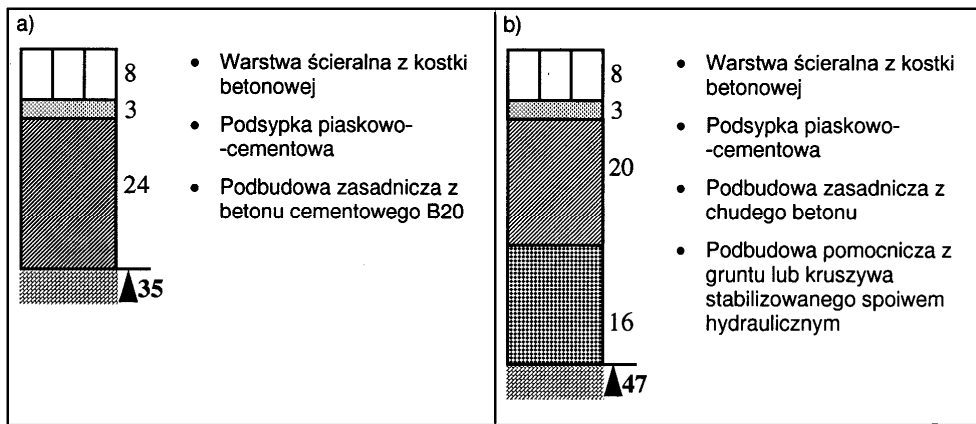 a)
8
3
24
35
• Warstwa ścieralna z kostki
betonowej
• Podsypka piaskowo-
-cementowa
• Podbudowa zasadnicza z
betonu cementowego B20
b)
8
3
20
16
47
• Warstwa ścieralna z kostki
betonowej
• Podsypka piaskowo-
-cementowa
• Podbudowa zasadnicza z
chudego betonu
• Podbudowa pomocnicza z
gruntu lub kruszywa
stabilizowanego spoiwem
hydraulicznym